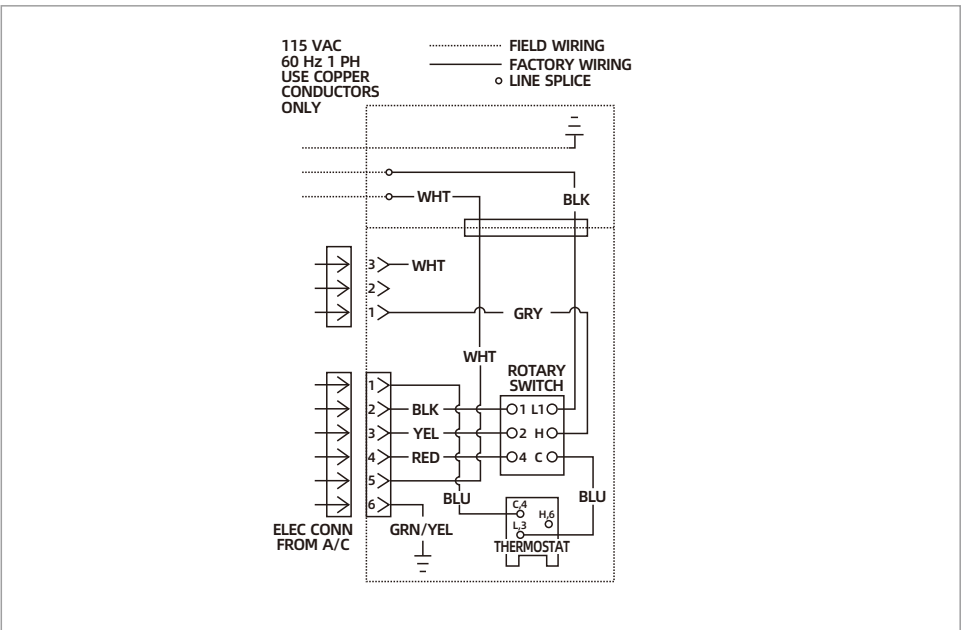 115 VAC
60 Hz 1 PH
USE COPPER
CONDUCTORS
ONLY
FIELD WIRING
FACTORY WIRING
LINE SPLICE
WHT
BLK
3 WHT
2
1 GRY
WHT
ROTARY
SWITCH
1
2 BLK 1 L1
3 YEL 2 H
4 RED 4 C
5
6
BLU
BLU
C,4
H,6
L,3
GRN/YEL
THERMOSTAT
ELEC CONN
FROM A/C